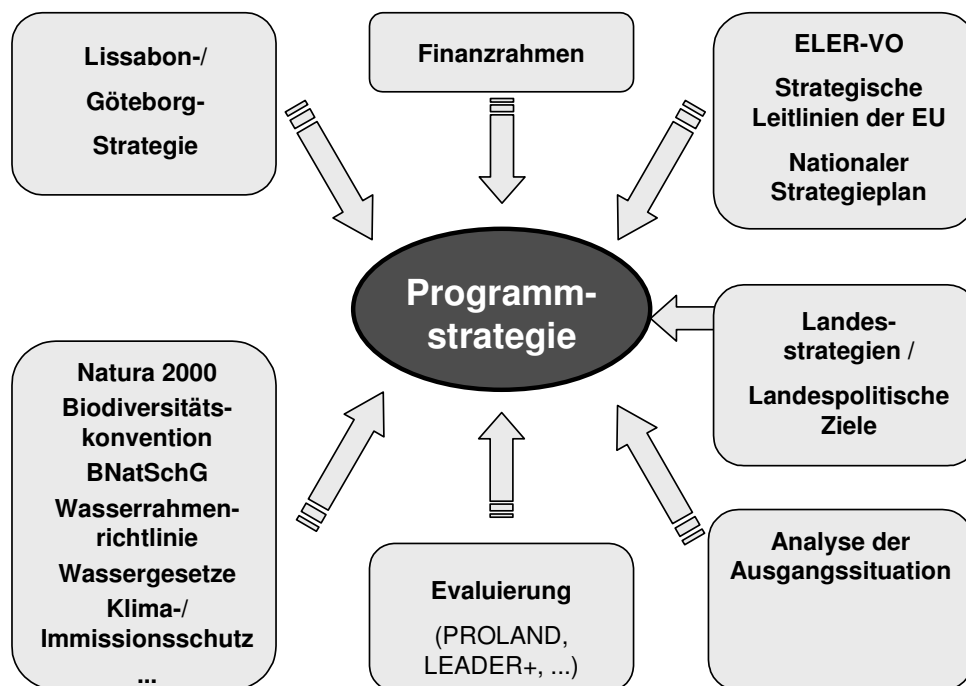 Lissabon-/
Göteborg-
Strategie
Finanzrahmen
ELER-VO
Strategische
Leitlinien der EU
Nationaler
Strategieplan
Programm-
strategie
Landes-
strategien /
Landespolitische
Ziele
Natura 2000
Biodiversitäts-
konvention
BNatSchG
Wasserrahmen-
richtlinie
Wassergesetze
Klima-/
Immissionsschutz
...
Evaluierung
(PROLAND,
LEADER+, ...)
Analyse der
Ausgangssituation